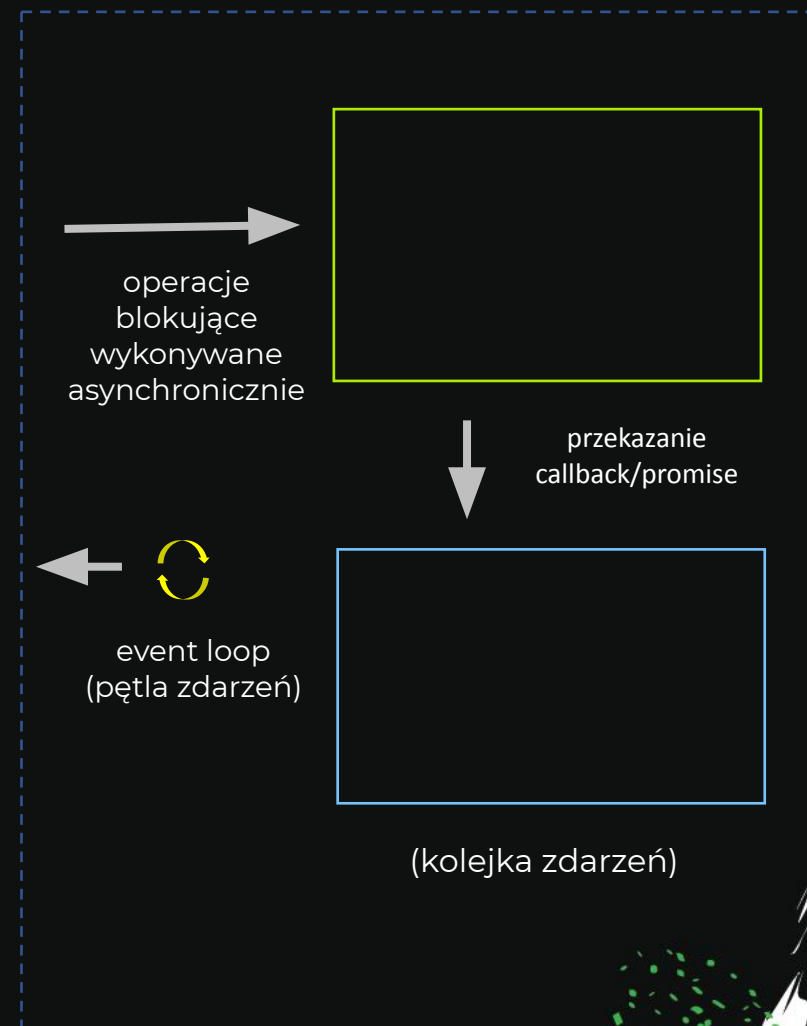 operacje
blokujące
wykonywane
asynchronicznie
przekazanie
callback/promise
event loop
(pętla zdarzeń)
(kolejka zdarzeń)